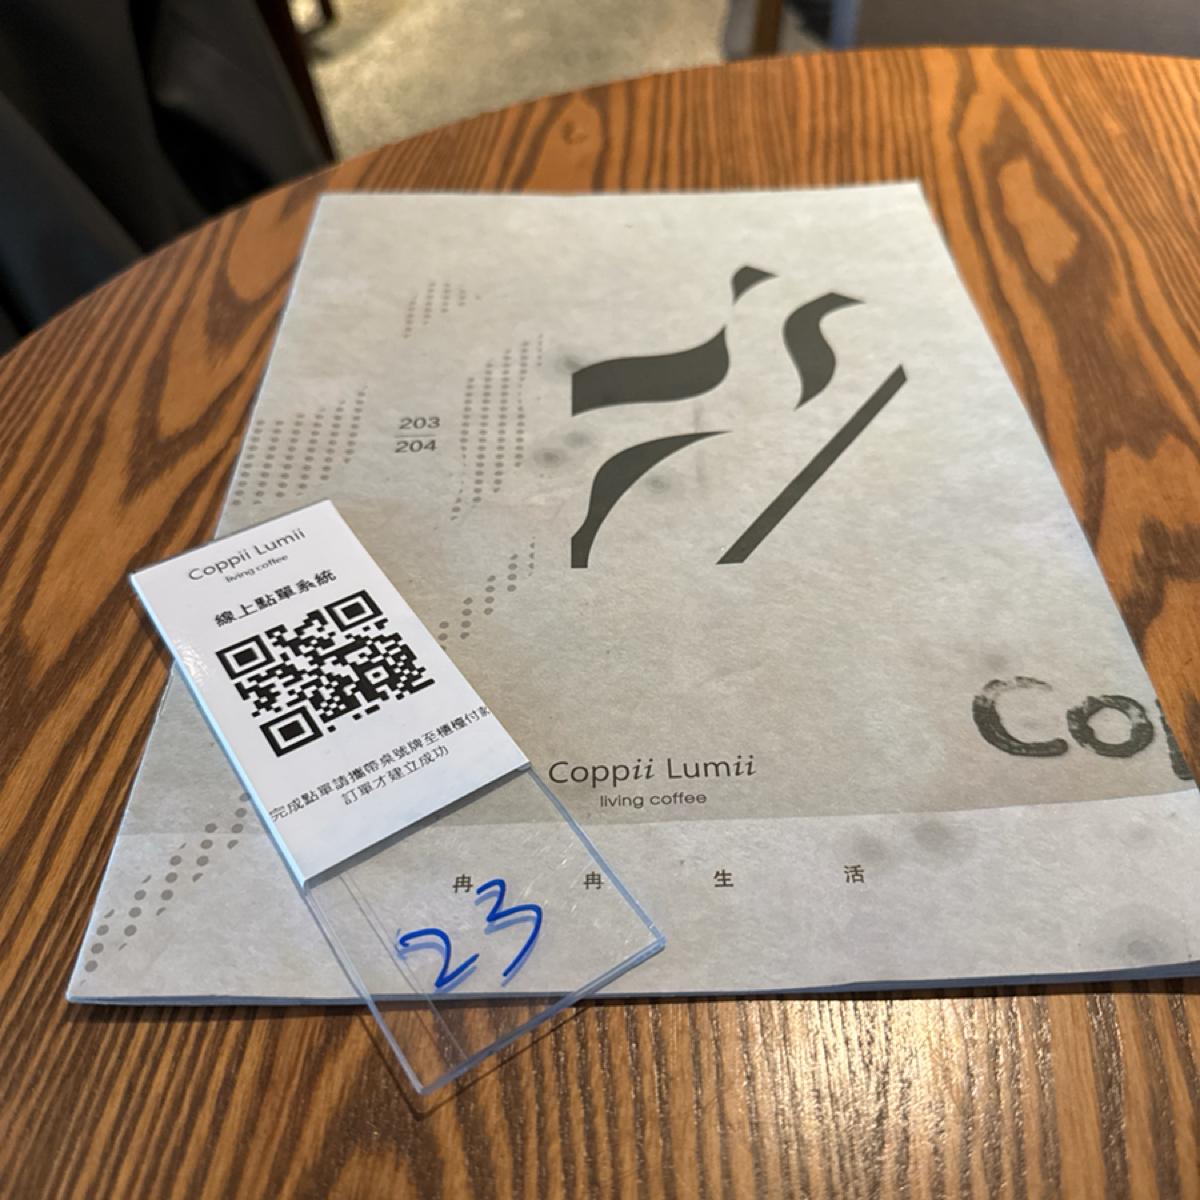 203
204
Coppii Lumii
living coffee
線上點單系統
完成點單請攜帶桌號牌至櫃檯付款
訂單才建立成功
23
Coppii Lumii
living coffee
冉冉生活
Cop